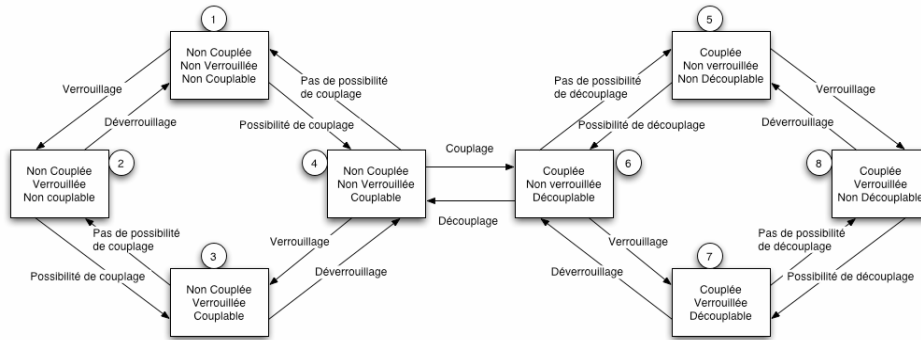 1
Non Couplée
Non Verrouillée
Non Couplable
Verrouillage
Déverrouillage
Pas de possibilité
de couplage
Possibilité de couplage
2
Non Couplée
Verrouillée
Non couplable
4
Non Couplée
Non Verrouillée
Couplable
Pas de possibilité
de couplage
Possibilité de couplage
Verrouillage
Déverrouillage
3
Non Couplée
Verrouillée
Couplable
Couplage
Découplage
5
Couplée
Non verrouillée
Non Découplable
Pas de possibilité
de découplage
Possibilité de découplage
Verrouillage
Déverrouillage
6
Couplée
Non verrouillée
Découplable
8
Couplée
Verrouillée
Non Découplable
Verrouillage
Déverrouillage
Pas de possibilité
de découplage
Possibilité de découplage
7
Couplée
Verrouillée
Découplable